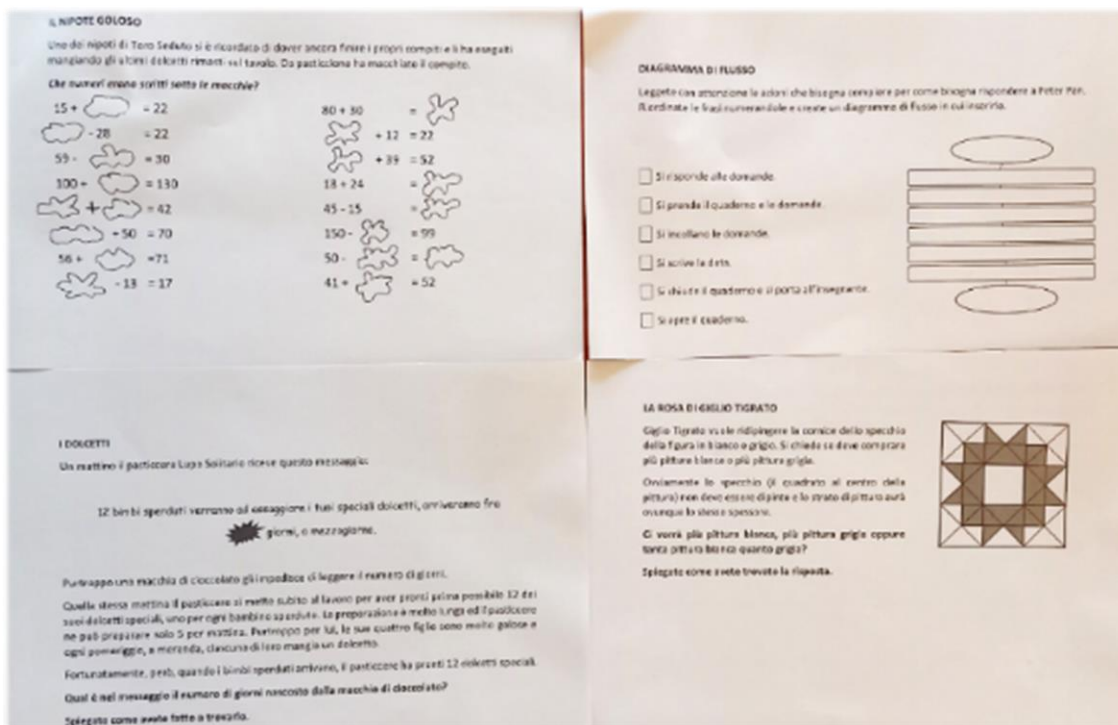 IL NIPOTE GOLOSO
Uno dei nipoti di Toro Seduto si è ricordato di dover ancora finire i propri compiti e li ha eseguiti
mangiando gli ultimi dolcetti rimasti sul tavolo. Da pasticcione ha macchiato il compito.
Che numeri erano scritti sotto le macchie?
15 + = 22
- 28 = 22
59 - = 30
100 + = 130
+ = 42
+ 50 = 70
56 + = 71
- 13 = 17
80 + 30 =
+ 12 = 22
+ 39 = 52
18 + 24 =
45 - 15 =
150 - = 99
50 - =
41 + = 52
DIAGRAMMA DI FLUSSO
Leggete con attenzione le azioni che bisogna compiere per come bisogna rispondere a Peter Pan.
Riordinate le frasi numerandole e create un diagramma di flusso in cui inserirle.
Si risponde alle domande.
Si prende il quaderno e le domande.
Si incollano le domande.
Si scrive la data.
Si chiude il quaderno e si porta all'insegnante.
Si apre il quaderno.
I DOLCETTI
Un mattino il pasticcere Lupo Solitario riceve questo messaggio:
12 bimbi sperduti verranno ad assaggiare i tuoi speciali dolcetti, arriveranno fra
giorni, a mezzogiorno.
Purtroppo una macchia di cioccolato gli impedisce di leggere il numero di giorni.
Quella stessa mattina il pasticcere si mette subito al lavoro per aver pronti prima possibile 12 dei
suoi dolcetti speciali, uno per ogni bambino sperduto. La preparazione è molto lunga ed il pasticcere
ne può preparare solo 5 per mattina. Purtroppo per lui, le sue quattro figlie sono molto golose e
ogni pomeriggio, a merenda, ciascuna di loro mangia un dolcetto.
Fortunatamente, però, quando i bimbi sperduti arrivano, il pasticcere ha pronti 12 dolcetti speciali.
Qual è nel messaggio il numero di giorni nascosto dalla macchia di cioccolato?
Spiegate come avete fatto a trovarlo.
LA ROSA DI GIGLIO TIGRATO
Giglio Tigrato vuole ridipingere la cornice dello specchio
della figura in bianco e grigio. Si chiede se deve comprare
più pittura bianca o più pittura grigia.
Ovviamente lo specchio (il quadrato al centro della
pittura) non deve essere dipinto e lo strato di pittura avrà
ovunque lo stesso spessore.
Ci vorrà più pittura bianca, più pittura grigia oppure
tanta pittura bianca quanto grigia?
Spiegate come avete trovato la risposta.